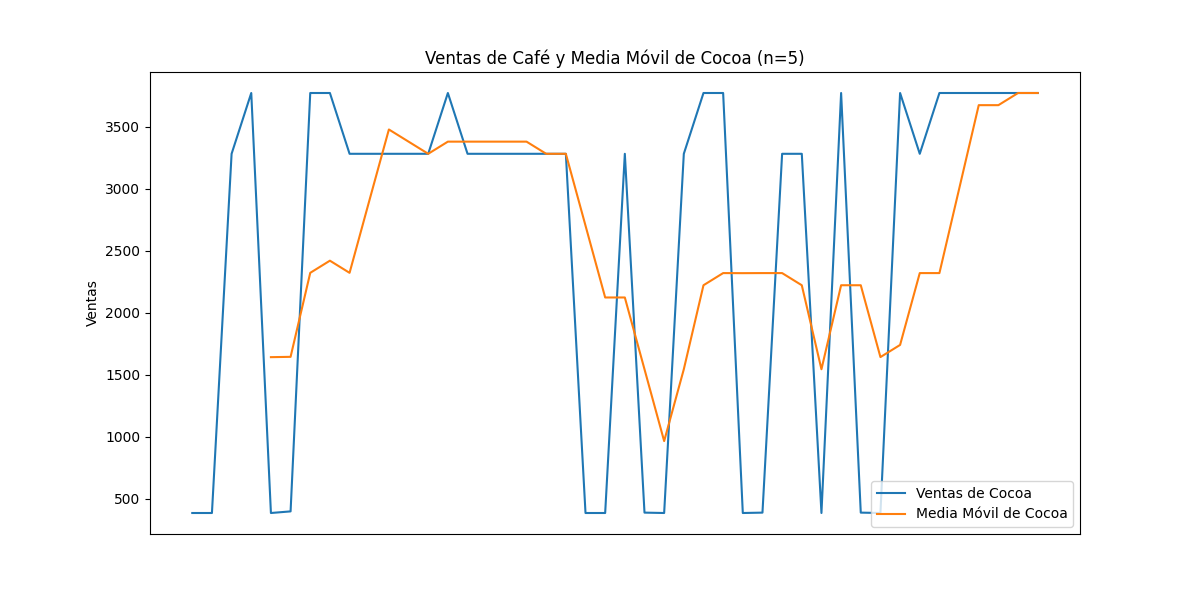 Ventas de Café y Media Móvil de Cocoa (n=5)
3500
3000
2500
2000
1500
1000
500
Ventas
Ventas de Cocoa
Media Móvil de Cocoa